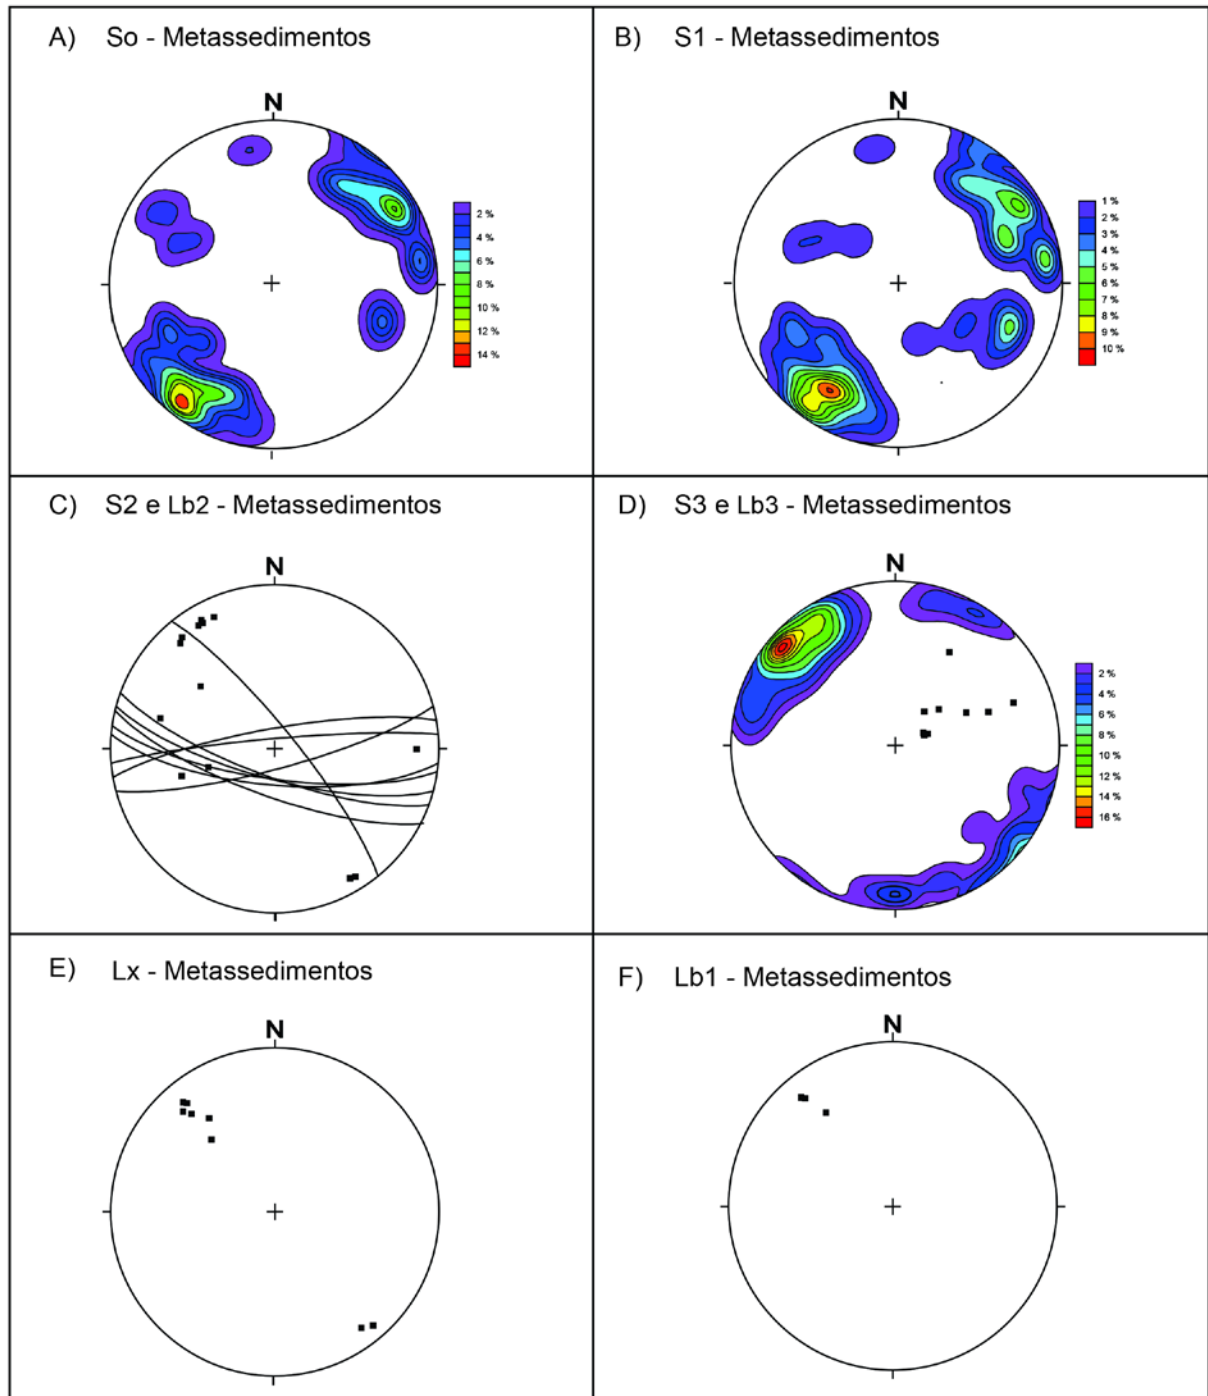 A) So - Metassedimentos
N
2 %
4 %
6 %
8 %
10 %
12 %
14 %
B) S1 - Metassedimentos
N
1 %
2 %
3 %
4 %
5 %
6 %
7 %
8 %
9 %
10 %
C) S2 e Lb2 - Metassedimentos
N
D) S3 e Lb3 - Metassedimentos
N
2 %
4 %
6 %
8 %
10 %
12 %
14 %
16 %
E) Lx - Metassedimentos
N
F) Lb1 - Metassedimentos
N